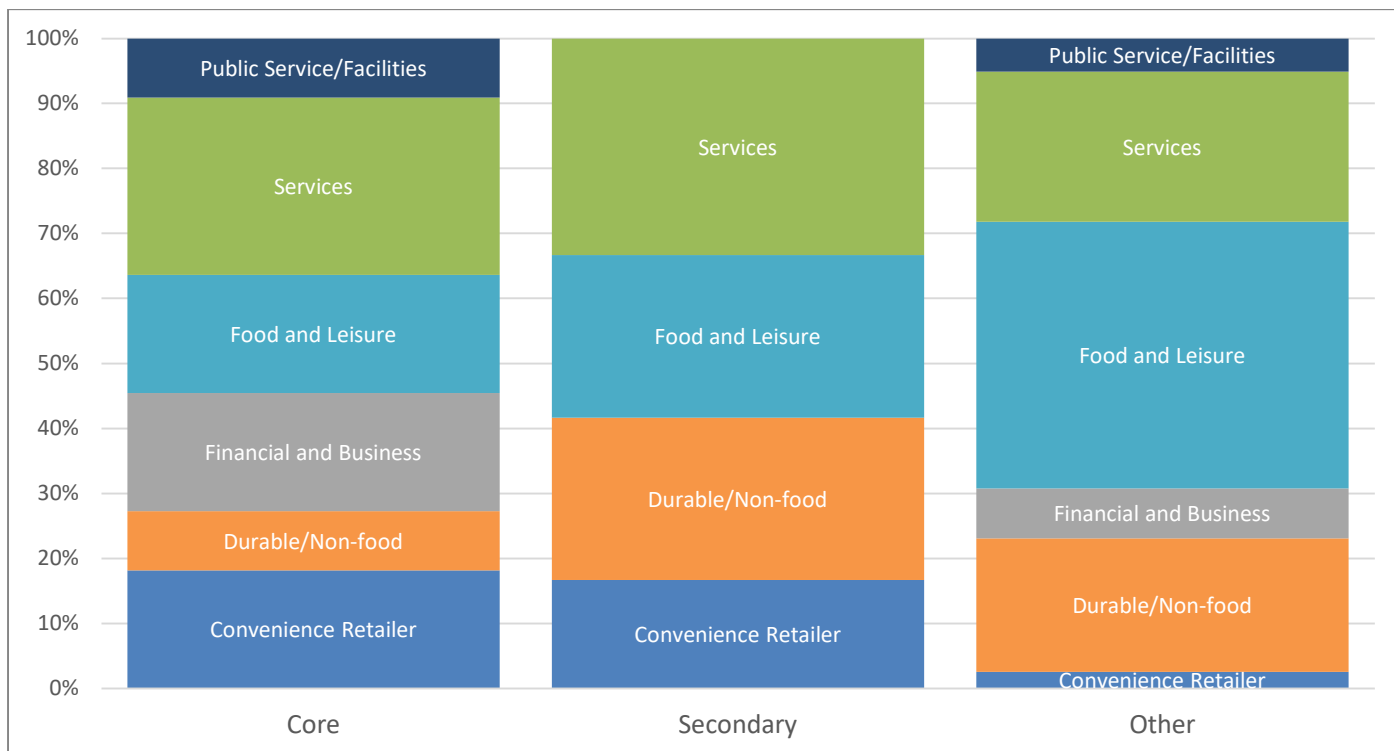 100%
90%
80%
70%
60%
50%
40%
30%
20%
10%
0%
Public Service/Facilities
Services
Food and Leisure
Financial and Business
Durable/Non-food
Convenience Retailer
Services
Food and Leisure
Durable/Non-food
Convenience Retailer
Public Service/Facilities
Services
Food and Leisure
Financial and Business
Durable/Non-food
Convenience Retailer
Core
Secondary
Other